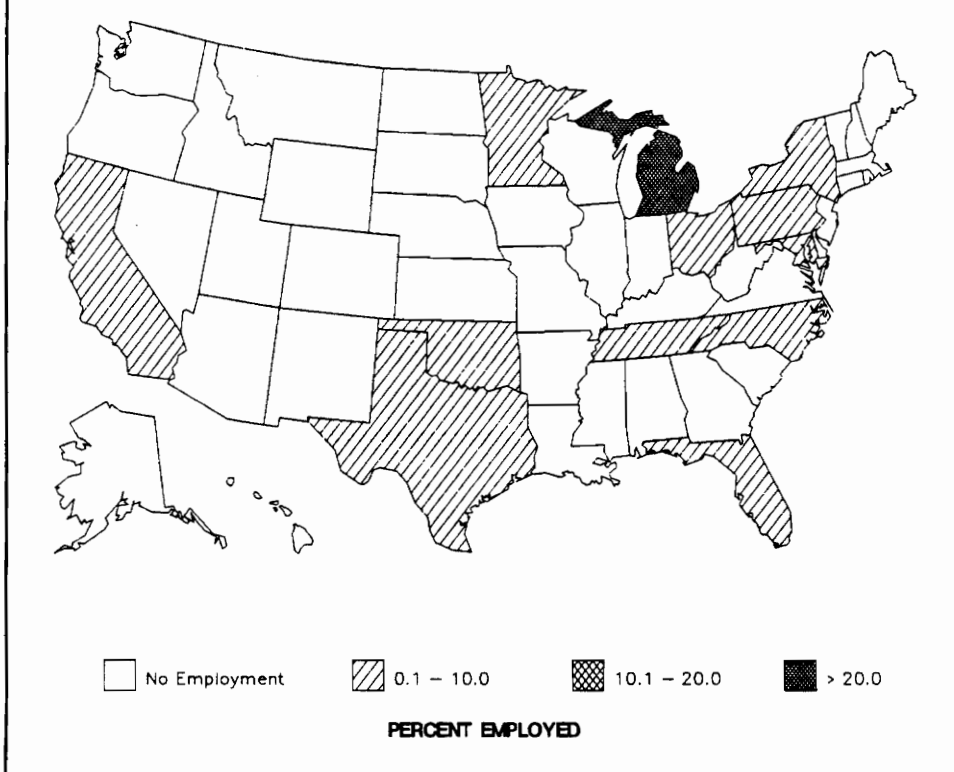 No Employment 0.1 – 10.0 10.1 – 20.0 > 20.0
PERCENT EMPLOYED